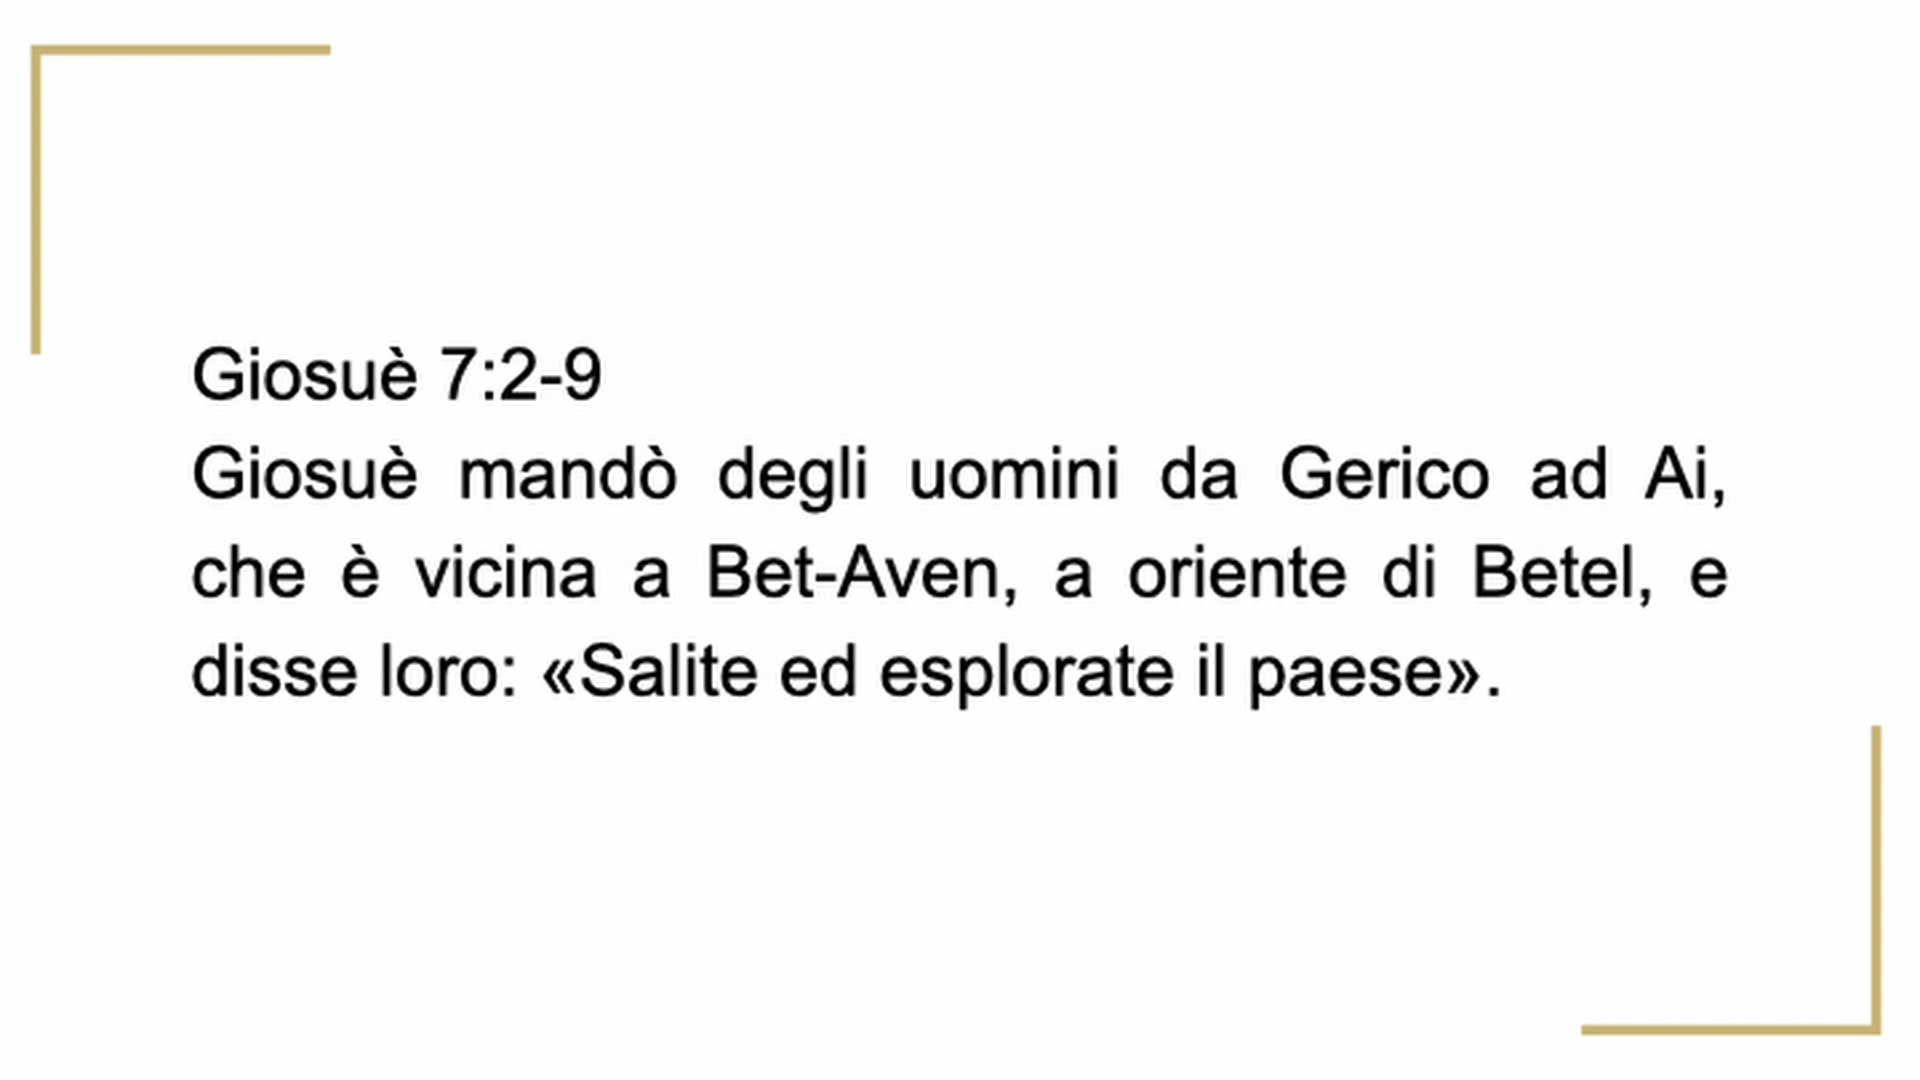 Giosuè 7:2-9
Giosuè mandò degli uomini da Gerico ad Ai,
che è vicina a Bet-Aven, a oriente di Betel, e
disse loro: «Salite ed esplorate il paese».